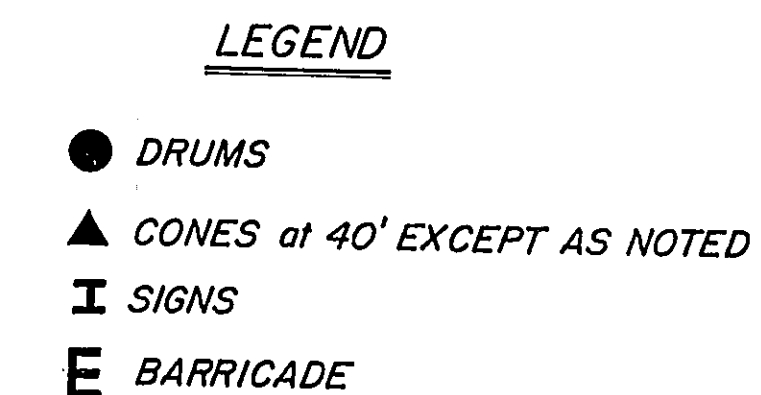 LEGEND
DRUMS
CONES at 40' EXCEPT AS NOTED
SIGNS
BARRICADE